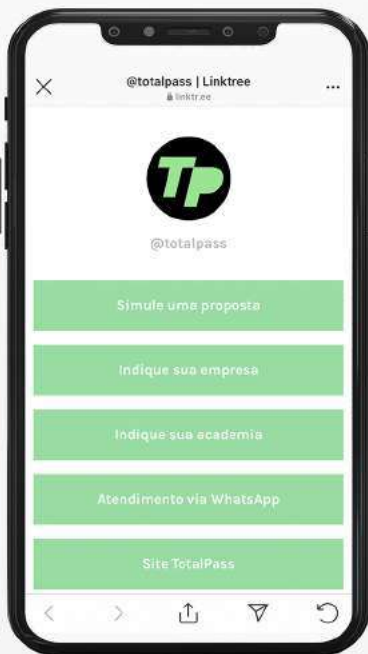 @totalpass | Linktree
linktr.ee
TP
@totalpass
Simule uma proposta
Indique sua empresa
Indique sua academia
Atendimento via WhatsApp
Site TotalPass